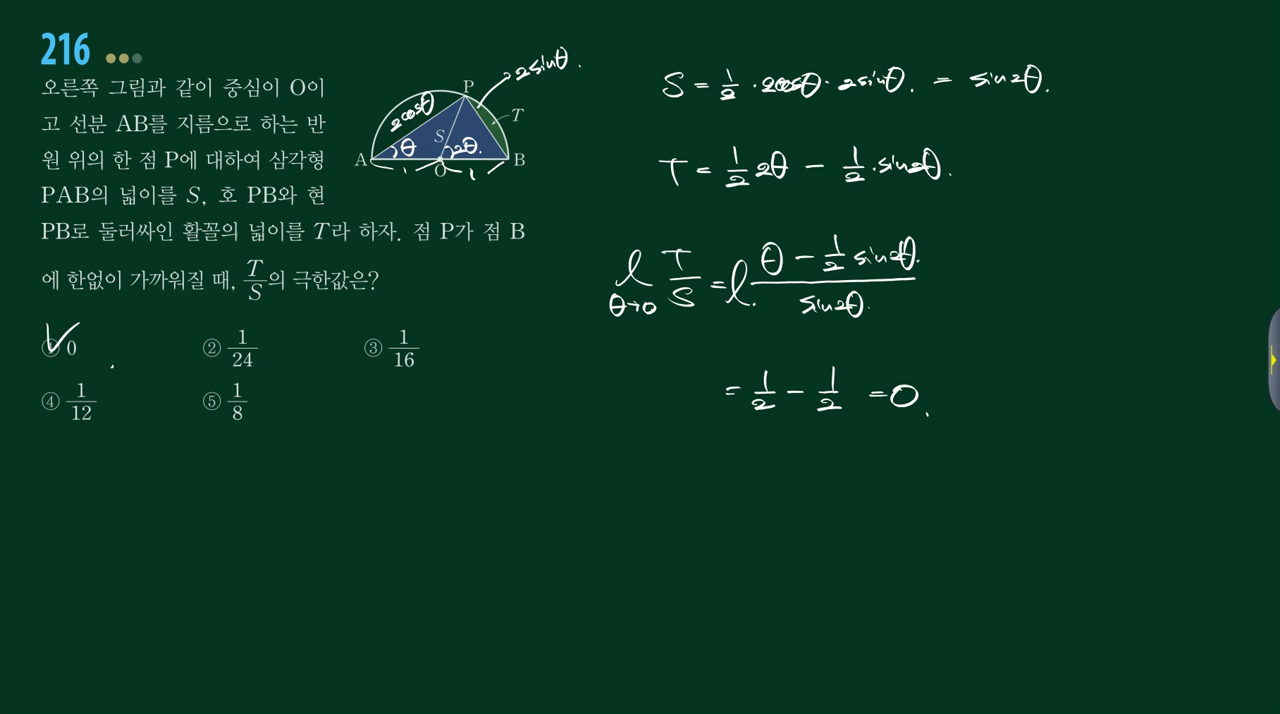 216
오른쪽 그림과 같이 중심이 O이
고 선분 AB를 지름으로 하는 반
원 위의 한 점 P에 대하여 삼각형
PAB의 넓이를 S, 호 PB와 현
PB로 둘러싸인 활꼴의 넓이를 T라 하자. 점 P가 점 B
에 한없이 가까워질 때, T/S의 극한값은?
① 0 ② 1/24 ③ 1/16
④ 1/12 ⑤ 1/8
2sinθ.
P
2cosθ
T
S
A θ 2θ. B
1 O 1
S = 1/2 · 2cosθ · 2sinθ. = sin2θ.
T = 1/2 2θ - 1/2 · sin2θ.
l θ→0 T/S = l. (θ - 1/2 sin2θ.)/(sin2θ.)
= 1/2 - 1/2 = 0.